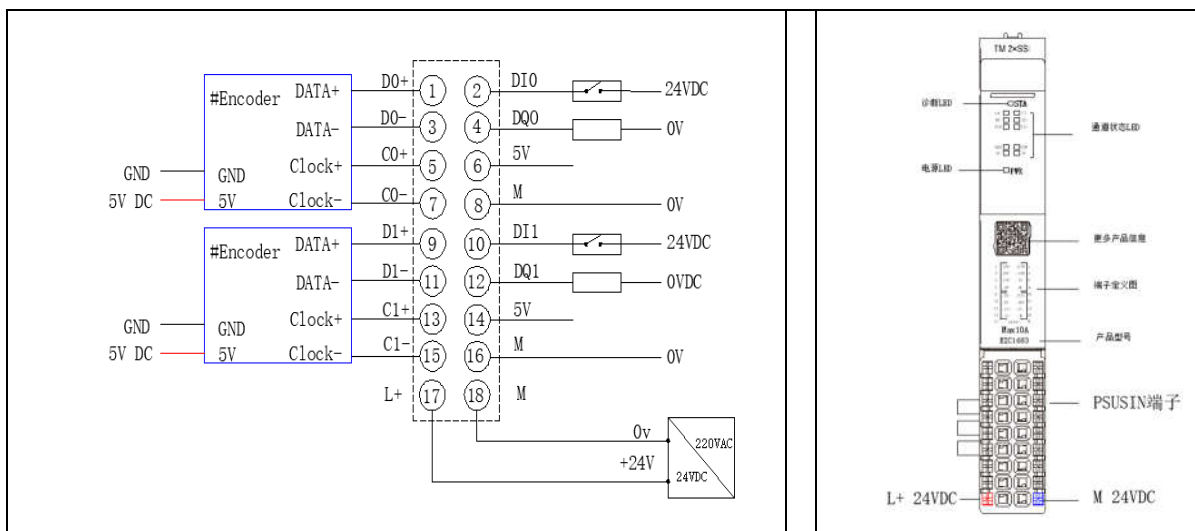 #Encoder DATA+ D0+ 1 2 DI0 24VDC
DATA- D0- 3 4 DQ0 0V
Clock+ C0+ 5 6 5V
GND GND
5V DC 5V Clock- C0- 7 8 M 0V
#Encoder DATA+ D1+ 9 10 DI1 24VDC
DATA- D1- 11 12 DQ1 0VDC
Clock+ C1+ 13 14 5V
GND GND
5V DC 5V Clock- C1- 15 16 M 0V
L+ 17 18 M
0v 220VAC
+24V 24VDC
TM 2×SSI
诊断LED STA
通道状态LED
电源LED PWR
更多产品信息
端子定义图
Max10A
产品型号
PSUSIN端子
L+ 24VDC M 24VDC